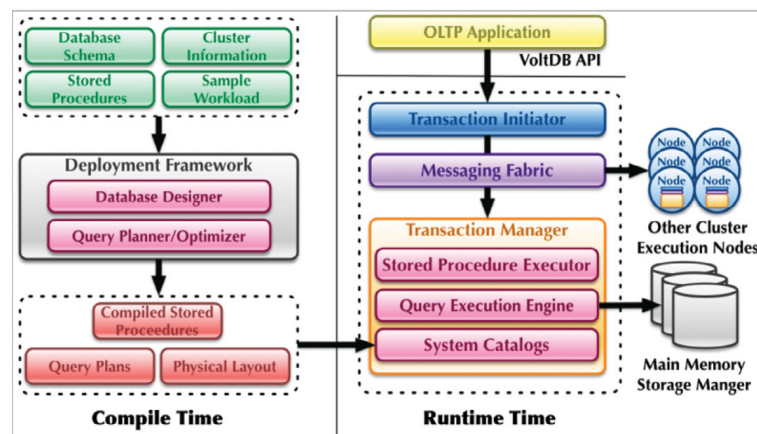 Database
Schema
Cluster
Information
Stored
Procedures
Sample
Workload
Deployment Framework
Database Designer
Query Planner/Optimizer
Compiled Stored
Proceedures
Query Plans
Physical Layout
Compile Time
OLTP Application
VoltDB API
Transaction Initiator
Messaging Fabric
Transaction Manager
Stored Procedure Executor
Query Execution Engine
System Catalogs
Runtime Time
Node
Node
Node
Node
Node
Node
Other Cluster
Execution Nodes
Main Memory
Storage Manger